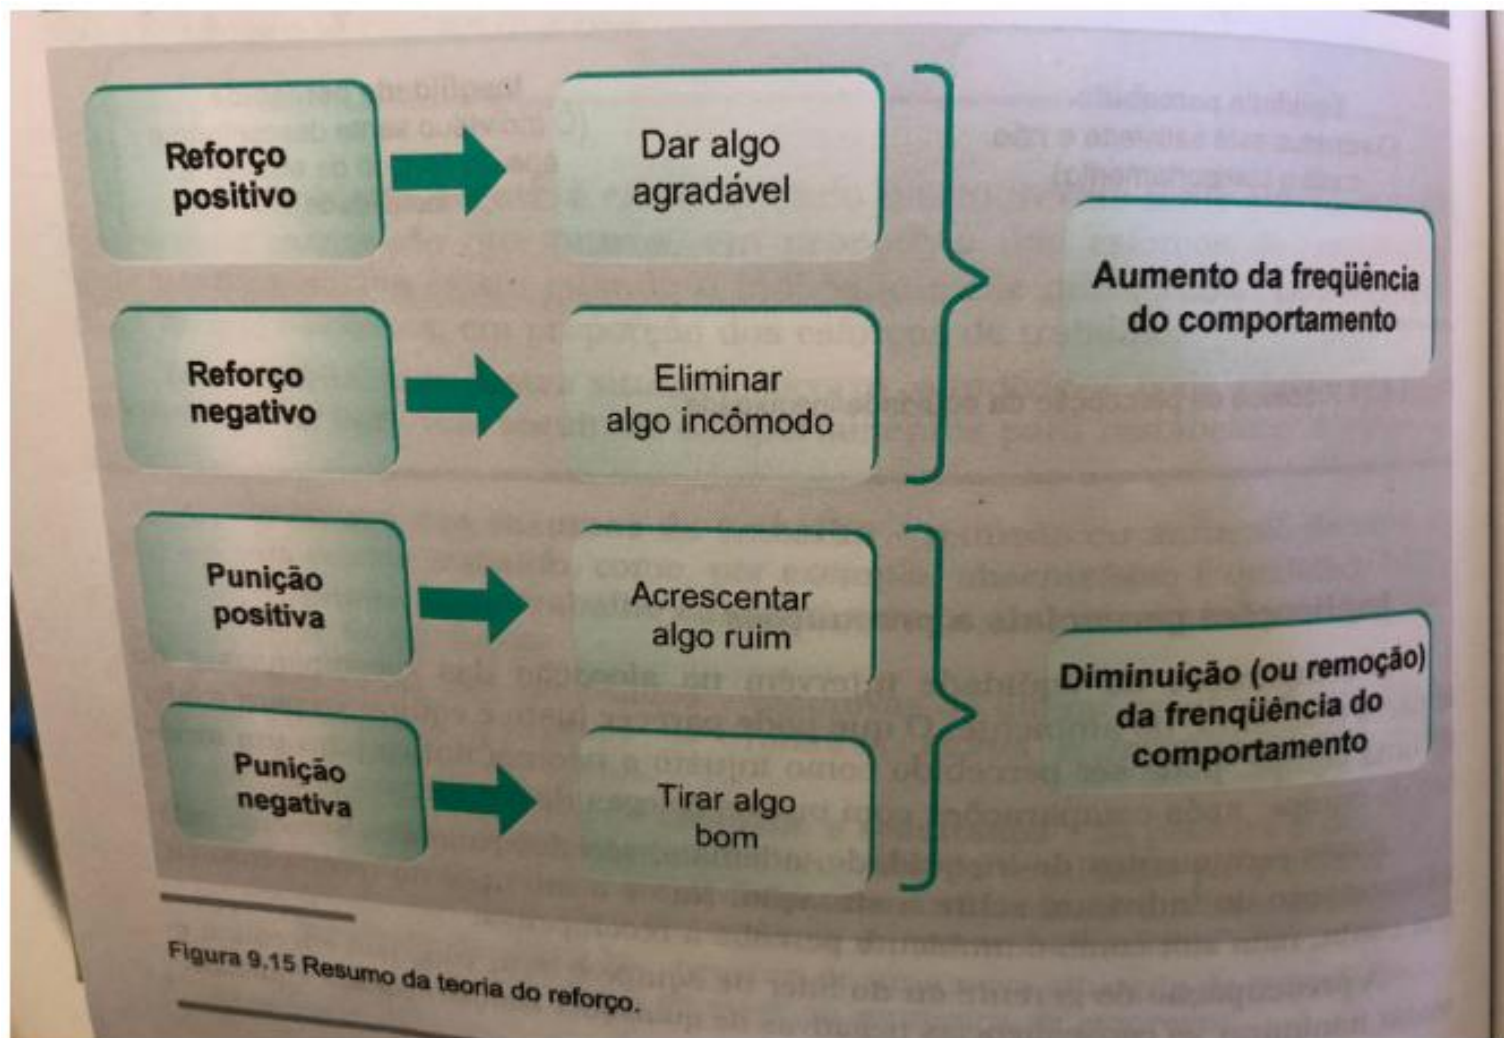 Reforço
positivo
Dar algo
agradável
Reforço
negativo
Eliminar
algo incômodo
Aumento da freqüência
do comportamento
Punição
positiva
Acrescentar
algo ruim
Punição
negativa
Tirar algo
bom
Diminuição (ou remoção)
da frenqüência do
comportamento
Figura 9.15 Resumo da teoria do reforço.